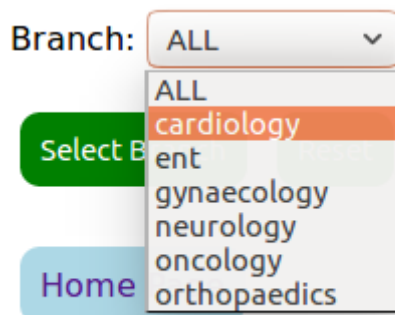 Branch: ALL
ALL
cardiology
Select B
ent
Reset
gynaecology
neurology
oncology
Home
orthopaedics